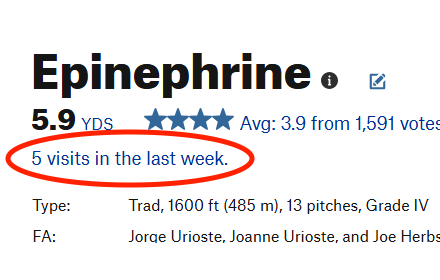 Epinephrine
5.9 YDS Avg: 3.9 from 1,591 votes
5 visits in the last week.
Type: Trad, 1600 ft (485 m), 13 pitches, Grade IV
FA: Jorge Urioste, Joanne Urioste, and Joe Herbs